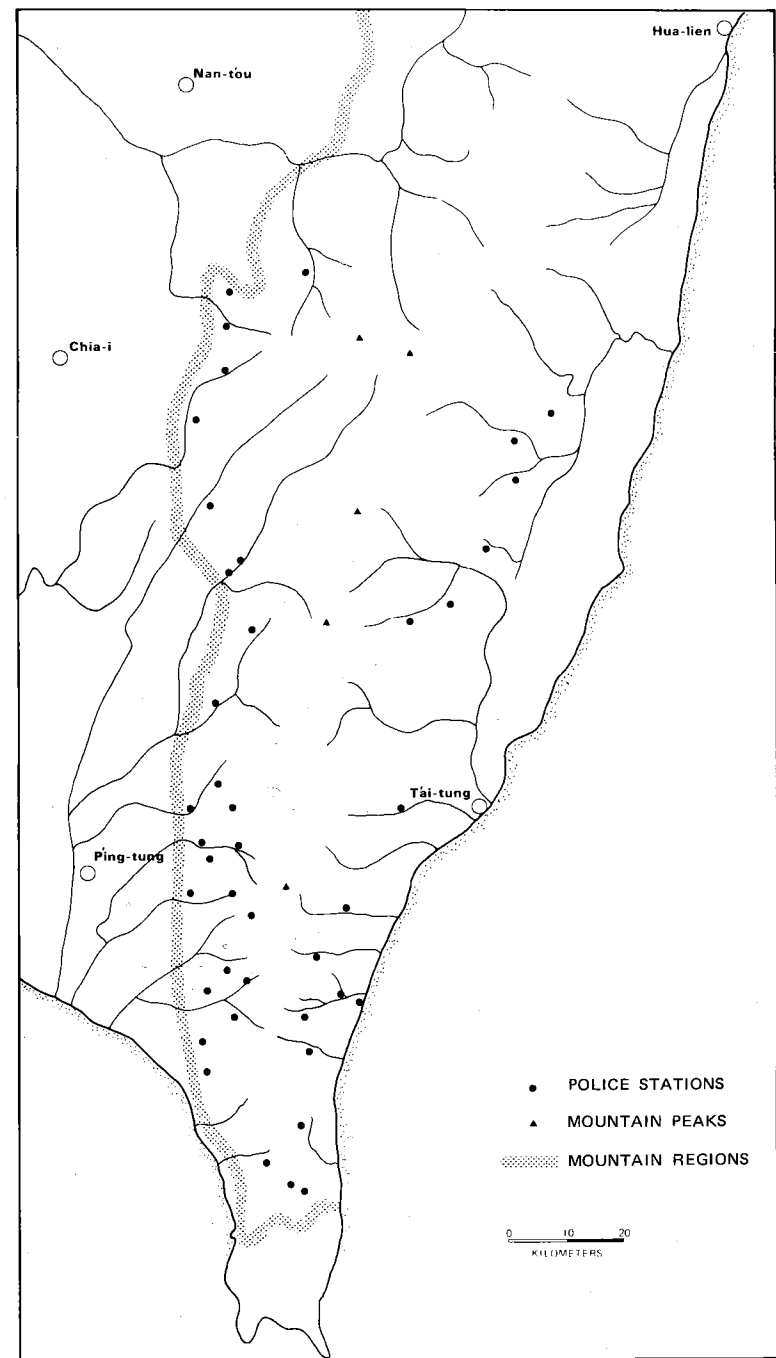 Hua-lien
Nan-t'ou
Chia-i
T'ai-tung
P'ing-tung
POLICE STATIONS
MOUNTAIN PEAKS
MOUNTAIN REGIONS
0 10 20
KILOMETERS